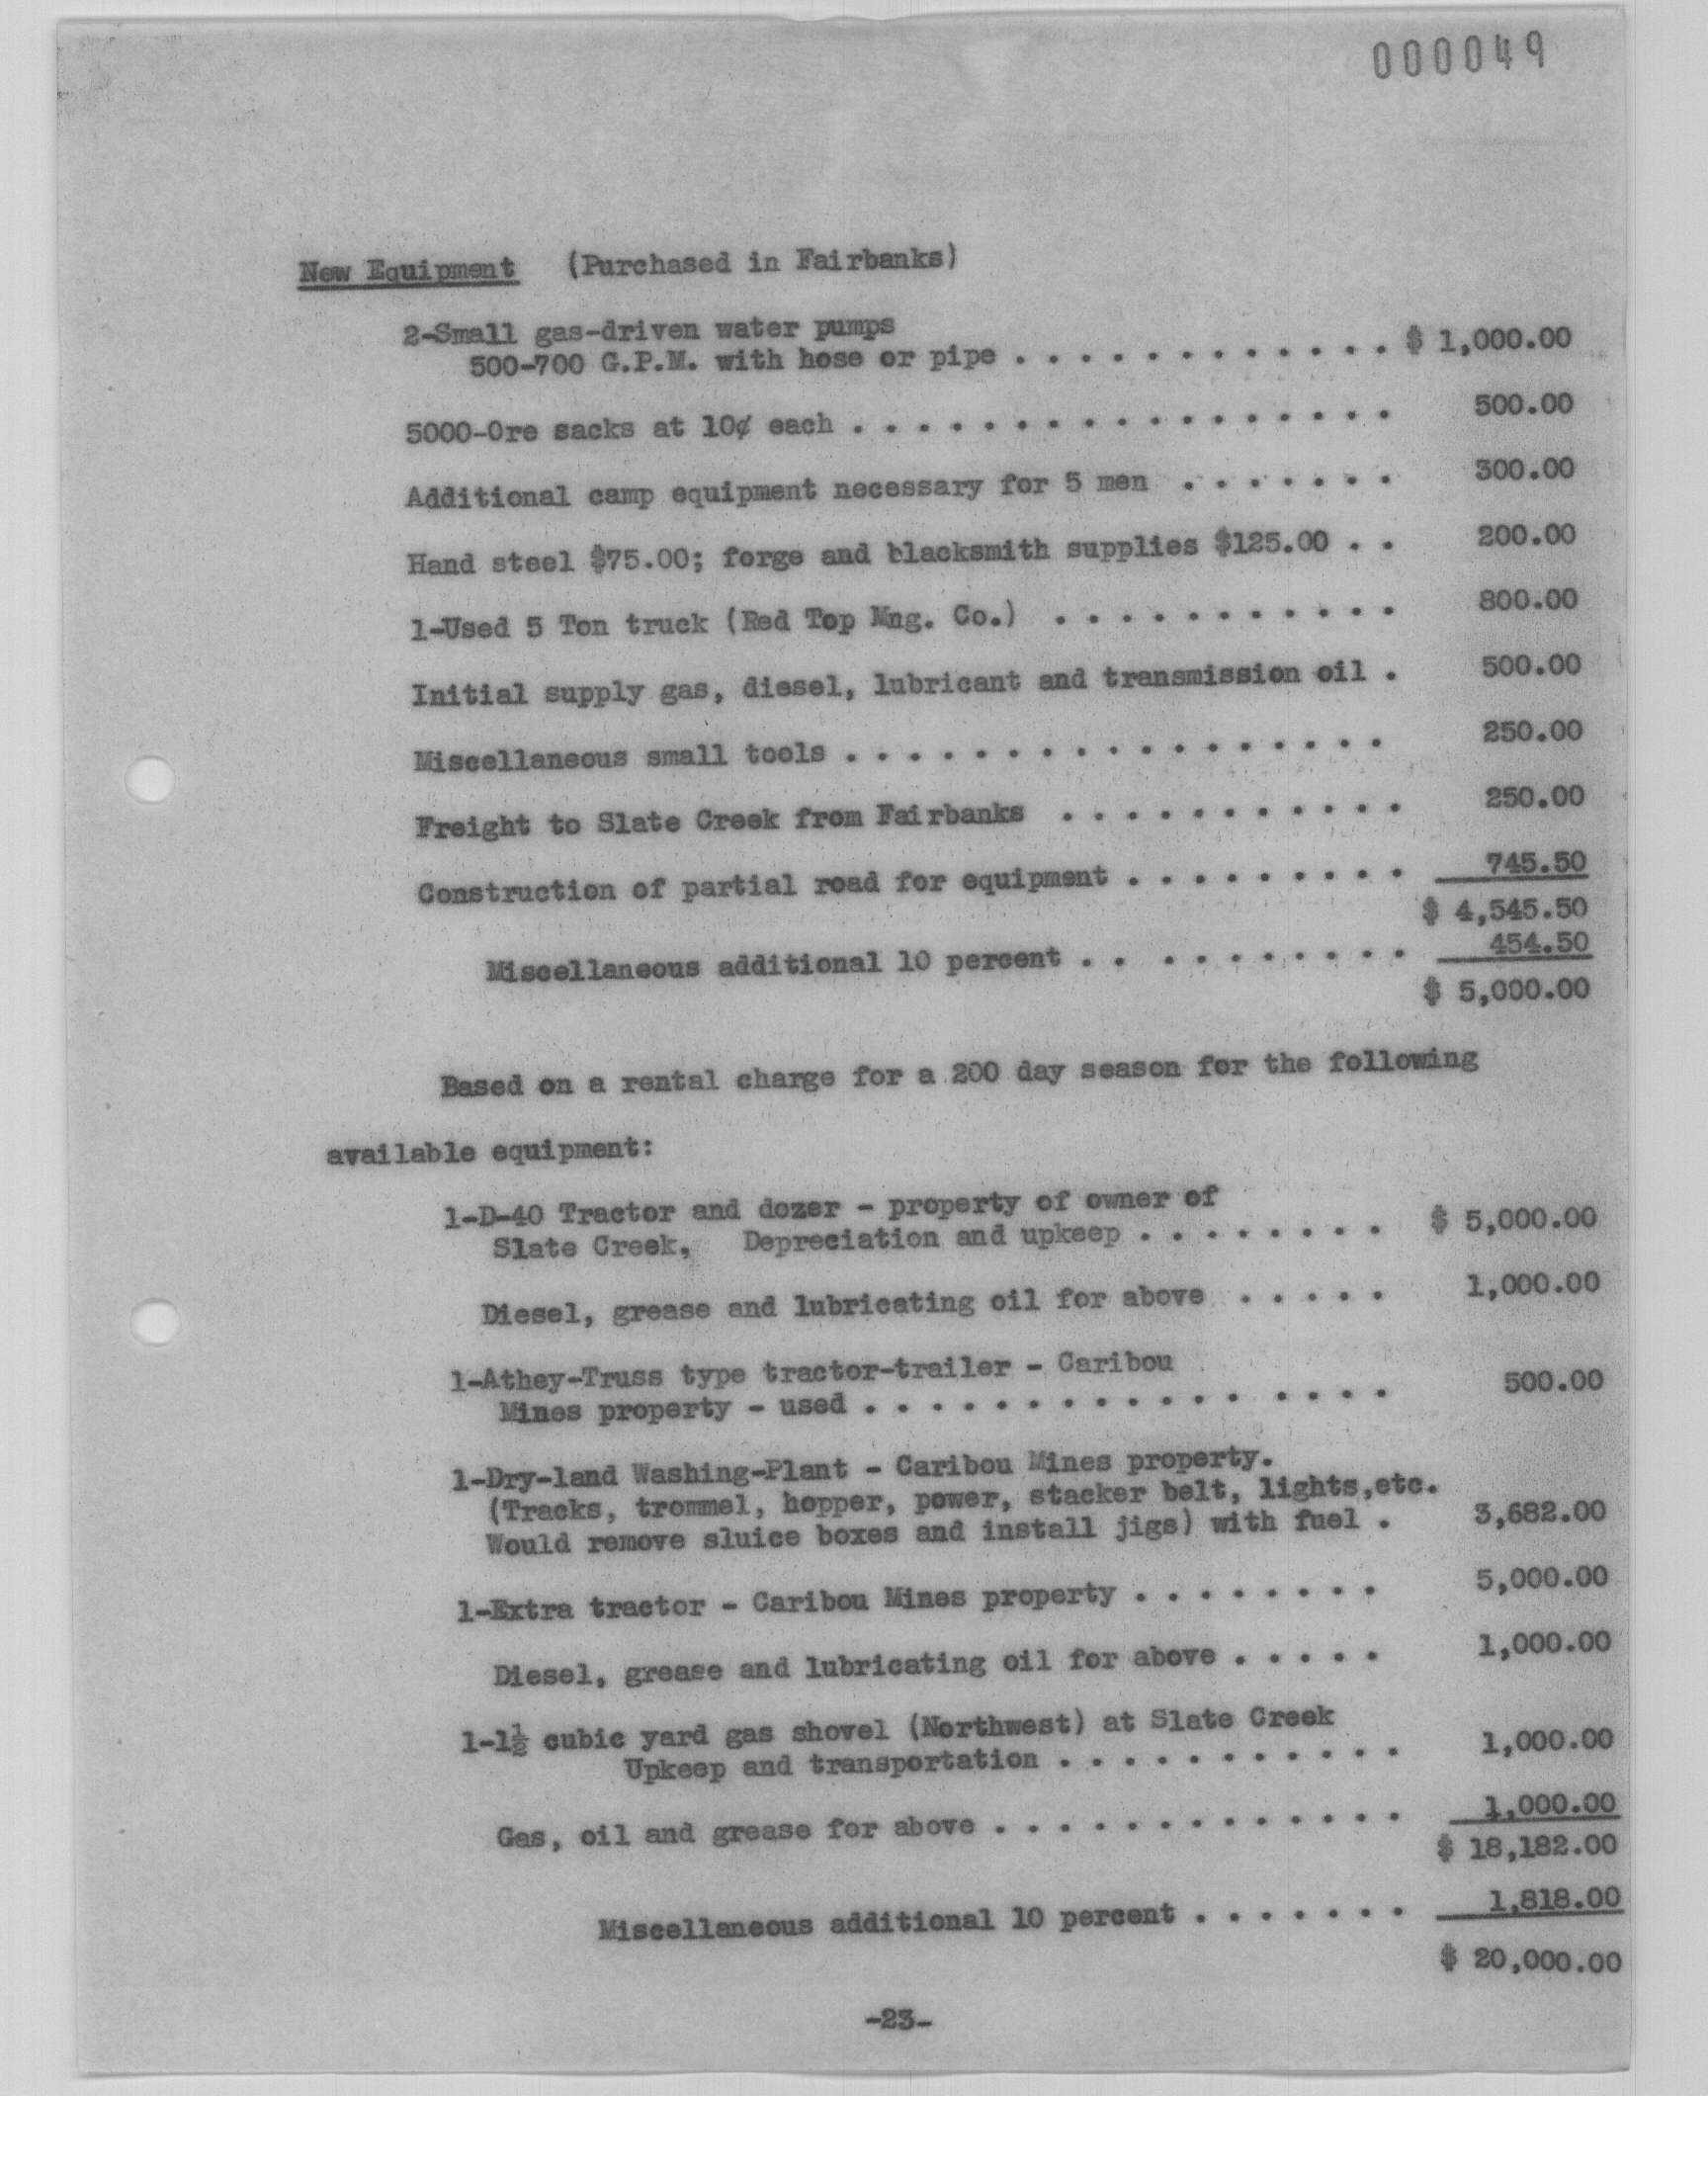 000049
New Equipment (Purchased in Fairbanks)
2-Small gas-driven water pumps
500-700 G.P.M. with hose or pipe . . . . . . . . . . . . $ 1,000.00
5000-Ore sacks at 10¢ each . . . . . . . . . . . . . . . . . 500.00
Additional camp equipment necessary for 5 men . . . . . . . 300.00
Hand steel $75.00; forge and blacksmith supplies $125.00 . . 200.00
1-Used 5 Ton truck (Red Top Mng. Co.) . . . . . . . . . . . 800.00
Initial supply gas, diesel, lubricant and transmission oil . 500.00
Miscellaneous small tools . . . . . . . . . . . . . . . . . 250.00
Freight to Slate Creek from Fairbanks . . . . . . . . . . . 250.00
Construction of partial road for equipment . . . . . . . . . 745.50
$ 4,545.50
Miscellaneous additional 10 percent . . . . . . . . . . 454.50
$ 5,000.00
Based on a rental charge for a 200 day season for the following
available equipment:
1-D-40 Tractor and dozer - property of owner of
Slate Creek, Depreciation and upkeep . . . . . . . . $ 5,000.00
Diesel, grease and lubricating oil for above . . . . . 1,000.00
1-Athey-Truss type tractor-trailer - Caribou
Mines property - used . . . . . . . . . . . . . . . . 500.00
1-Dry-land Washing-Plant - Caribou Mines property.
(Tracks, trommel, hopper, power, stacker belt, lights,etc.
Would remove sluice boxes and install jigs) with fuel . 3,682.00
1-Extra tractor - Caribou Mines property . . . . . . . . 5,000.00
Diesel, grease and lubricating oil for above . . . . . 1,000.00
1-1½ cubic yard gas shovel (Northwest) at Slate Creek
Upkeep and transportation . . . . . . . . . . . 1,000.00
Gas, oil and grease for above . . . . . . . . . . . . . 1,000.00
$ 18,182.00
Miscellaneous additional 10 percent . . . . . . . 1,818.00
$ 20,000.00
-23-